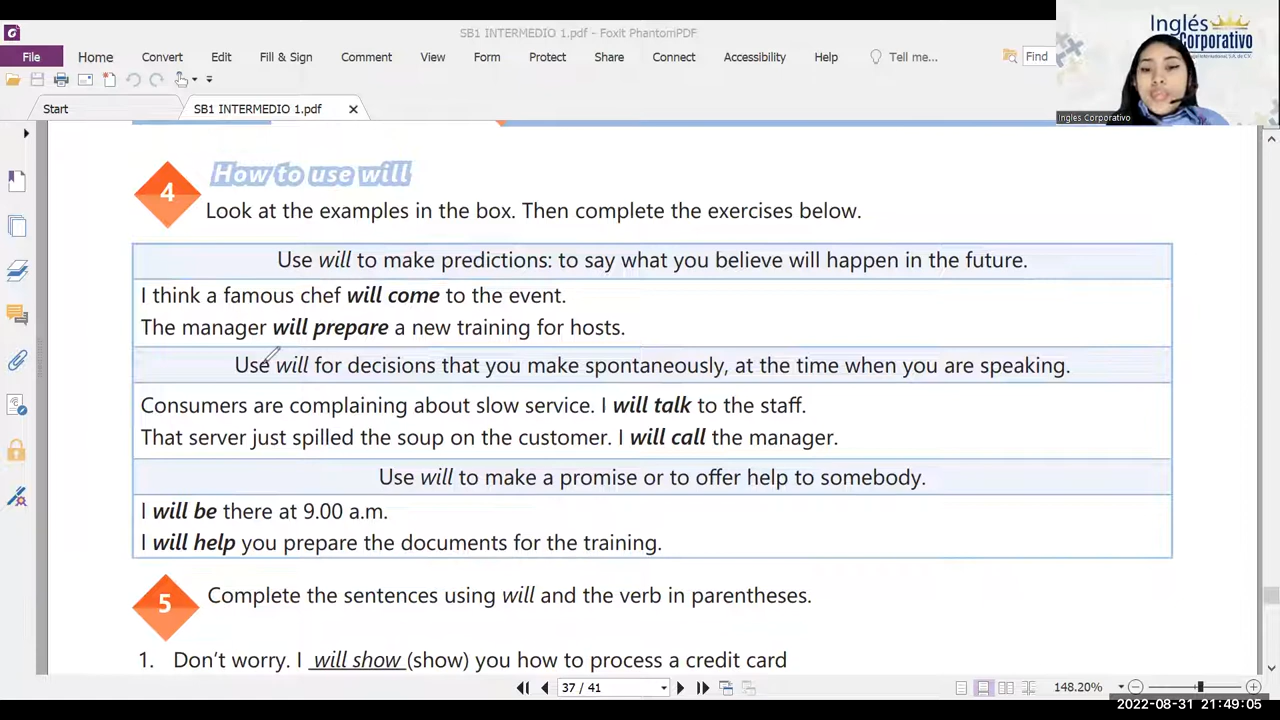 SB1 INTERMEDIO 1.pdf - Foxit PhantomPDF
File Home Convert Edit Fill & Sign Comment View Form Protect Share Connect Accessibility Help Tell me... Find
Start SB1 INTERMEDIO 1.pdf
Inglés
Corporativo
Ingles Corporativo
4 How to use will
Look at the examples in the box. Then complete the exercises below.
Use will to make predictions: to say what you believe will happen in the future.
I think a famous chef will come to the event.
The manager will prepare a new training for hosts.
Use will for decisions that you make spontaneously, at the time when you are speaking.
Consumers are complaining about slow service. I will talk to the staff.
That server just spilled the soup on the customer. I will call the manager.
Use will to make a promise or to offer help to somebody.
I will be there at 9.00 a.m.
I will help you prepare the documents for the training.
5 Complete the sentences using will and the verb in parentheses.
1. Don't worry. I will show (show) you how to process a credit card
37 / 41 148.20%
2022-08-31 21:49:05